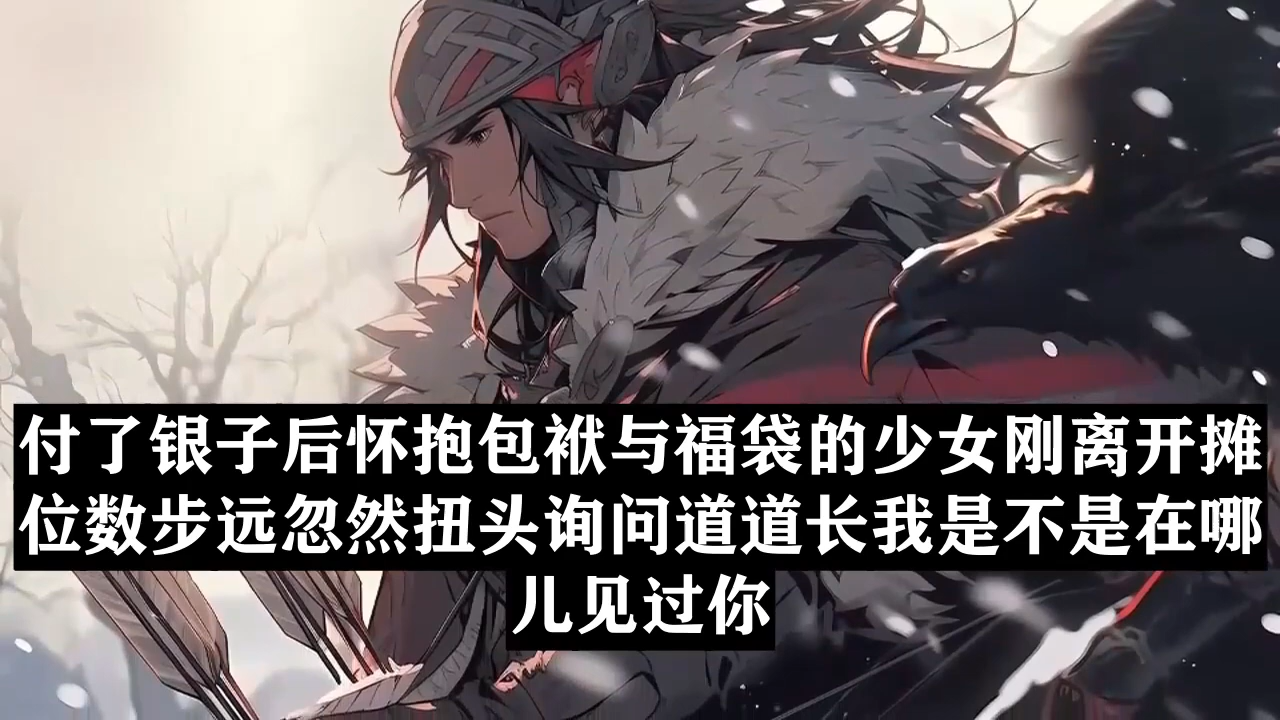 付了银子后怀抱包袱与福袋的少女刚离开摊
位数步远忽然扭头询问道道长我是不是在哪
儿见过你